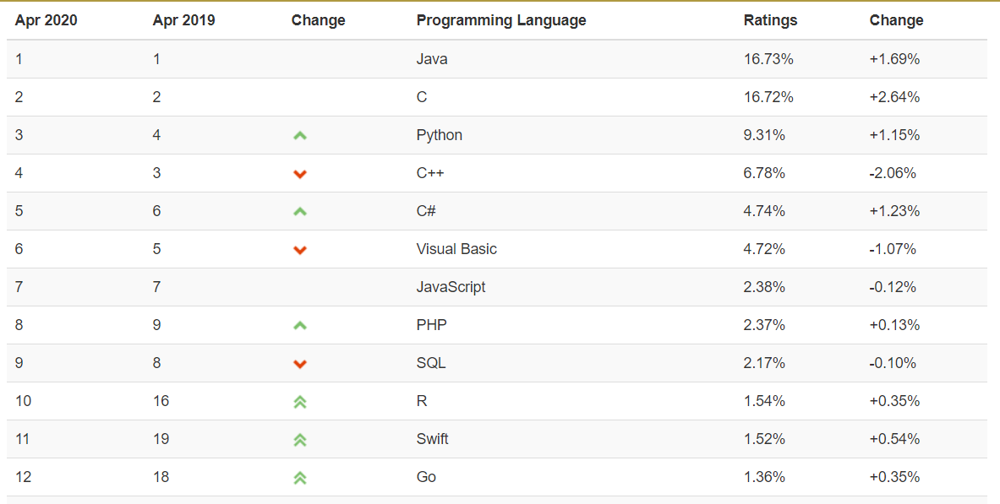 Apr 2020 Apr 2019 Change Programming Language Ratings Change
1 1 Java 16.73% +1.69%
2 2 C 16.72% +2.64%
3 4 Python 9.31% +1.15%
4 3 C++ 6.78% -2.06%
5 6 C# 4.74% +1.23%
6 5 Visual Basic 4.72% -1.07%
7 7 JavaScript 2.38% -0.12%
8 9 PHP 2.37% +0.13%
9 8 SQL 2.17% -0.10%
10 16 R 1.54% +0.35%
11 19 Swift 1.52% +0.54%
12 18 Go 1.36% +0.35%